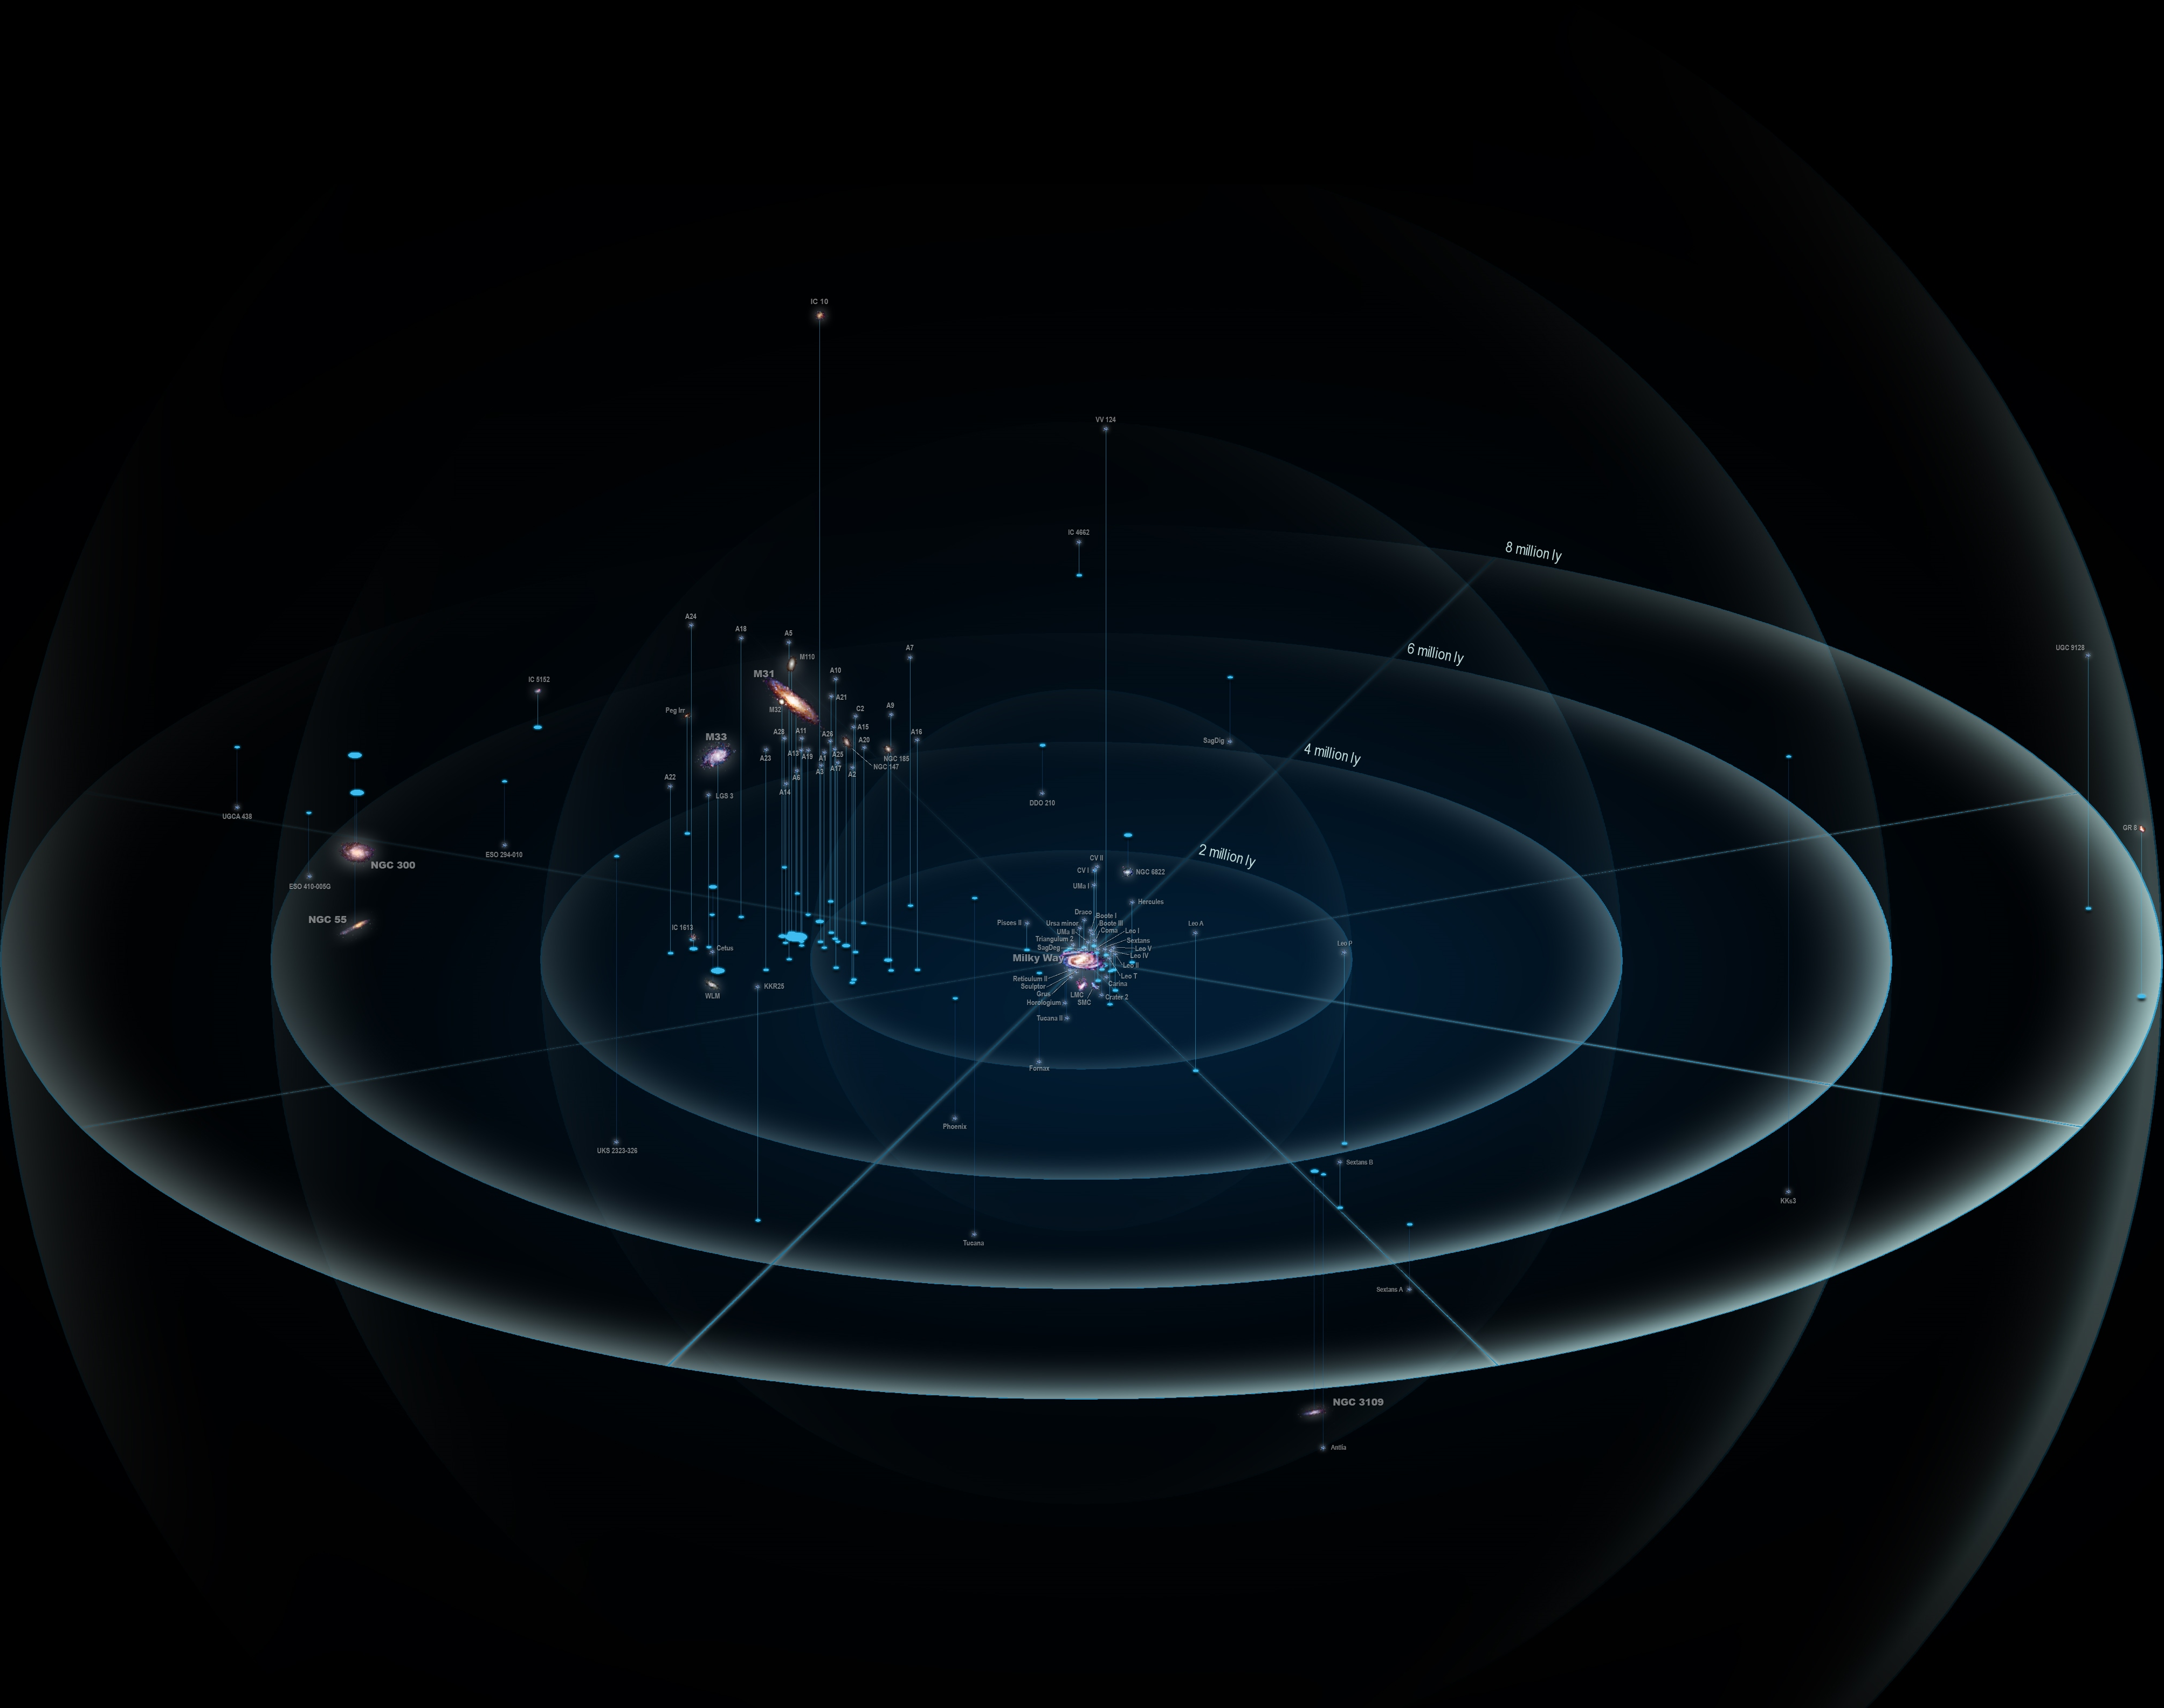 IC 10
VV 124
IC 4662
8 million ly
A24
A18
A5
M110
A7
6 million ly
UGC 9128
M31
A10
IC 5152
A21
M32
Peg Irr
C2
A9
A15
M33
A28
A11
A26
A20
A16
SagDig
4 million ly
A23
A13
A19
A1
A25
NGC 185
A3
A17
NGC 147
A2
A22
A6
A14
LGS 3
DDO 210
UGCA 438
GR 8
ESO 294-010
2 million ly
NGC 300
CV II
CV I
NGC 6822
ESO 410-005G
UMa I
Hercules
NGC 55
Draco
Boote I
Pisces II
Ursa minor
Boote III
Leo A
IC 1613
UMa II
Coma
Leo I
Triangulum 2
Sextans
Leo P
Cetus
SagDeg
Leo V
Milky Way
Leo IV
Leo II
Reticulum II
Leo T
KKR25
Sculptor
Carina
WLM
Grus
LMC
Crater 2
Horologium
SMC
Tucana II
Fornax
Phoenix
UKS 2323-326
Sextans B
KKs3
Tucana
Sextans A
NGC 3109
Antlia